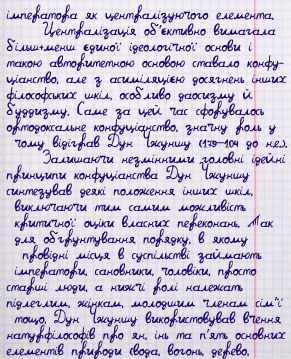 імператора як централізуючого елемента.
Централізація об'єктивно вимагала
більшменш єдиної ідеологічної основи і
такою авторитетною основою ставало конфу-
ціанство, але з асиміляцією досягнень інших
філософських шкіл, особливо даосизму й
буддизму. Саме за цей час сформувалось
ортодоксальне конфуціанство, значну роль у
чому відіграв Дун Чжуншу (179-104 до н.е.).
Залишаючи незмінними головні ідейні
принципи конфуціанства Дун Чжуншу
синтезував деякі положення інших шкіл,
виключаючи тим самим можливість
критичної оцінки власних переконань. Так
для обґрунтування порядку, в якому
провідні місця в суспільстві займають
імператори, сановники, чоловіки, просто
старші люди, а нижчі ролі належать
підлеглим, жінкам, молодшим членам сім'ї
тощо, Дун Чжуншу використовував вчення
натурфілософів про ян, інь та п'ять основних
елементів природи (вода, вогонь, дерево,